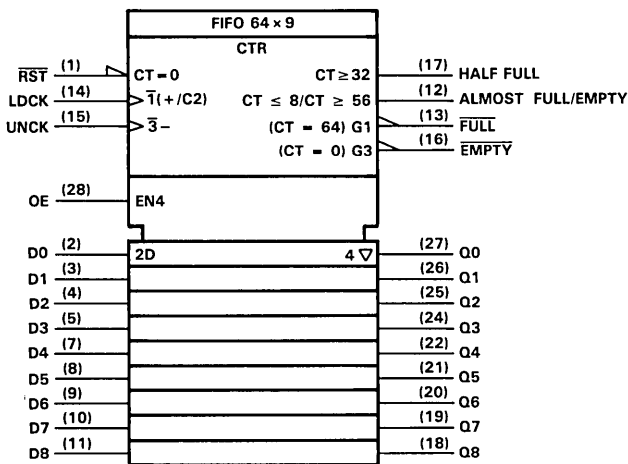 FIFO 64 × 9
CTR
R̅S̅T̅ (1) CT = 0 CT ≥ 32 (17) HALF FULL
LDCK (14) 1̅(+/C2) CT ≤ 8/CT ≥ 56 (12) ALMOST FULL/EMPTY
UNCK (15) 3̅− (CT = 64) G1 (13) F̅U̅L̅L̅
(CT = 0) G3 (16) E̅M̅P̅T̅Y̅
OE (28) EN4
D0 (2) 2D 4 ▽ (27) Q0
D1 (3) (26) Q1
D2 (4) (25) Q2
D3 (5) (24) Q3
D4 (7) (22) Q4
D5 (8) (21) Q5
D6 (9) (20) Q6
D7 (10) (19) Q7
D8 (11) (18) Q8